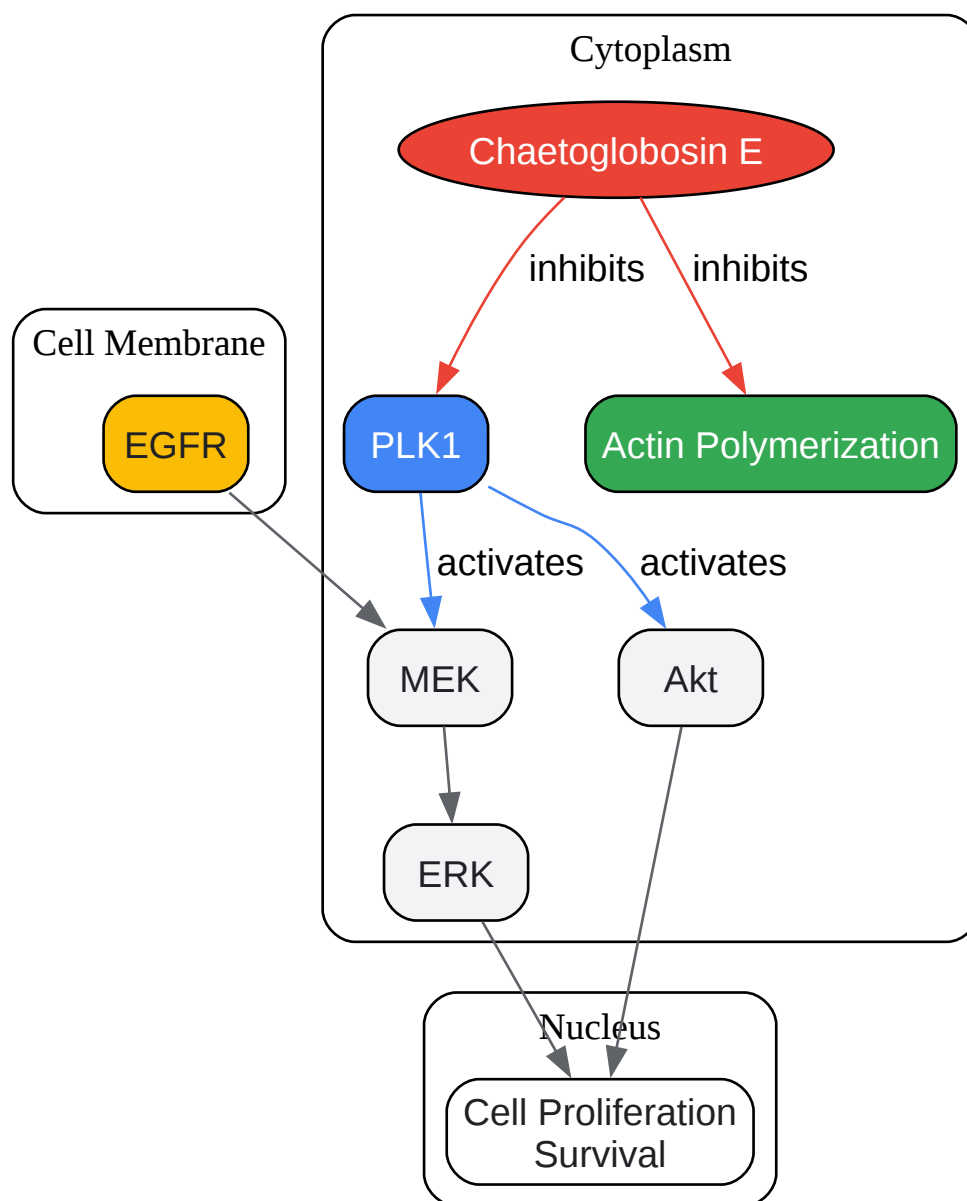 Cytoplasm
Chaetoglobosin E
inhibits
inhibits
Cell Membrane
EGFR
PLK1
Actin Polymerization
activates
activates
MEK
Akt
ERK
Nucleus
Cell Proliferation
Survival